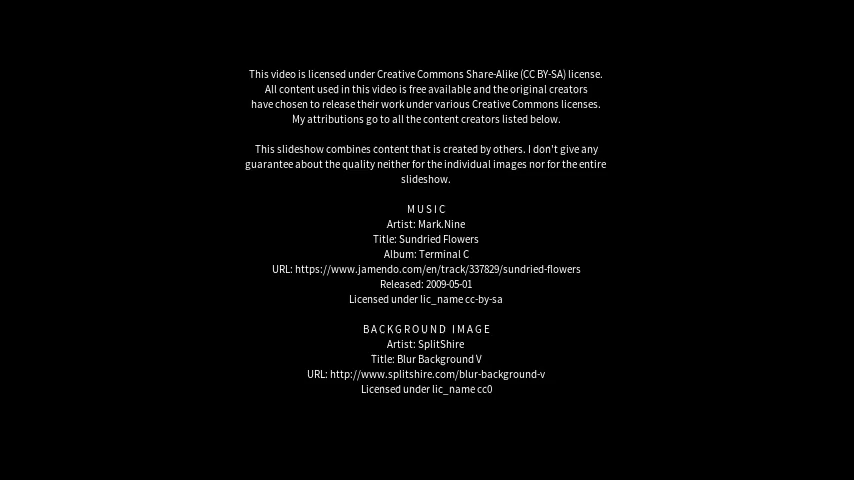 This video is licensed under Creative Commons Share-Alike (CC BY-SA) license.
All content used in this video is free available and the original creators
have chosen to release their work under various Creative Commons licenses.
My attributions go to all the content creators listed below.
This slideshow combines content that is created by others. I don't give any
guarantee about the quality neither for the individual images nor for the entire
slideshow.
MUSIC
Artist: Mark.Nine
Title: Sundried Flowers
Album: Terminal C
URL: https://www.jamendo.com/en/track/337829/sundried-flowers
Released: 2009-05-01
Licensed under lic_name cc-by-sa
BACKGROUND IMAGE
Artist: SplitShire
Title: Blur Background V
URL: http://www.splitshire.com/blur-background-v
Licensed under lic_name cc0